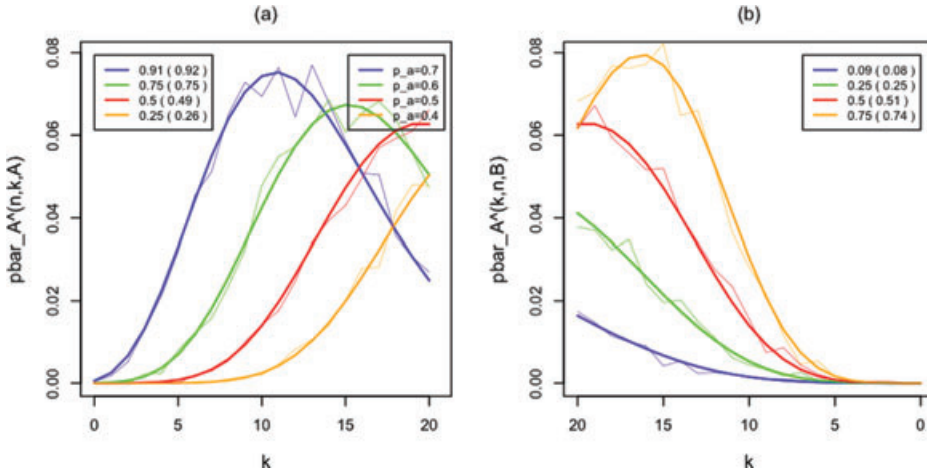 (a)
pbar_A^(n,k,A)
0.00
0.02
0.04
0.06
0.08
0.91 ( 0.92 )
0.75 ( 0.75 )
0.5 ( 0.49 )
0.25 ( 0.26 )
p_a=0.7
p_a=0.6
p_a=0.5
p_a=0.4
0 5 10 15 20
k
(b)
pbar_A^(k,n,B)
0.00
0.02
0.04
0.06
0.08
0.09 ( 0.08 )
0.25 ( 0.25 )
0.5 ( 0.51 )
0.75 ( 0.74 )
20 15 10 5 0
k